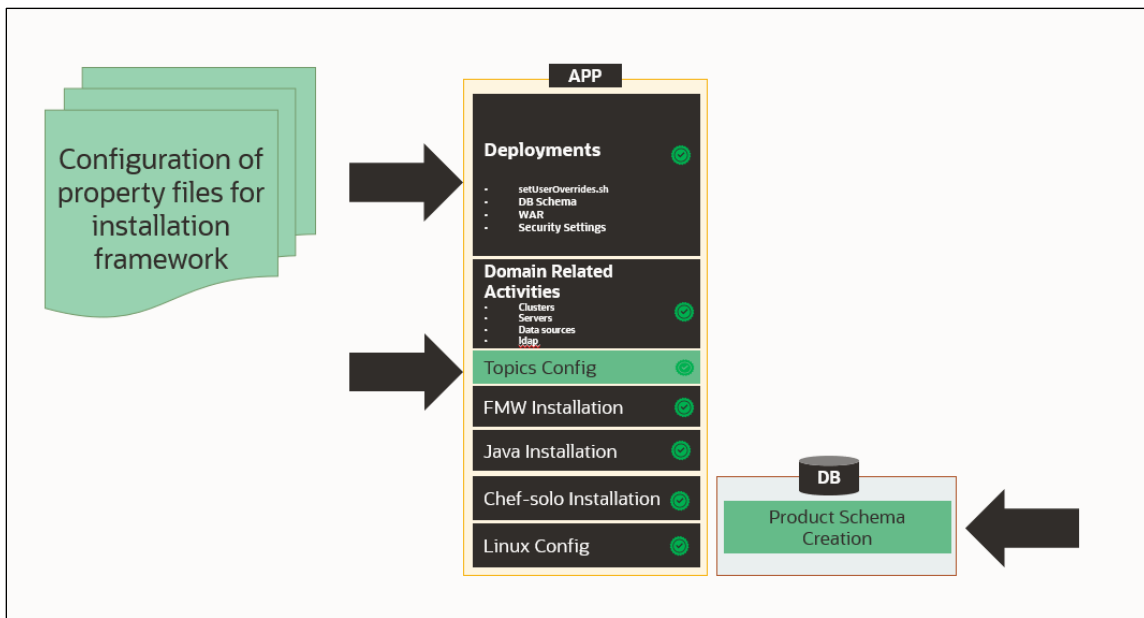 Configuration of
property files for
installation
framework
APP
Deployments
- setUserOverrides.sh
- DB Schema
- WAR
- Security Settings
Domain Related
Activities
- Clusters
- Servers
- Data sources
- ldap
Topics Config
FMW Installation
Java Installation
Chef-solo Installation
Linux Config
DB
Product Schema
Creation